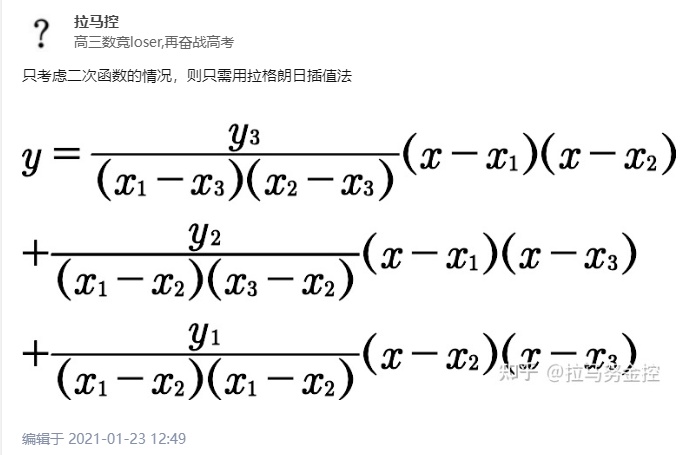 ?
拉马控
高三数竞loser,再奋战高考
只考虑二次函数的情况，则只需用拉格朗日插值法
y = y₃ / (x₁ − x₃)(x₂ − x₃) (x − x₁)(x − x₂)
+ y₂ / (x₁ − x₂)(x₃ − x₂) (x − x₁)(x − x₃)
+ y₁ / (x₁ − x₂)(x₁ − x₂) (x − x₂)(x − x₃)
知乎 @拉马努金控
编辑于 2021-01-23 12:49